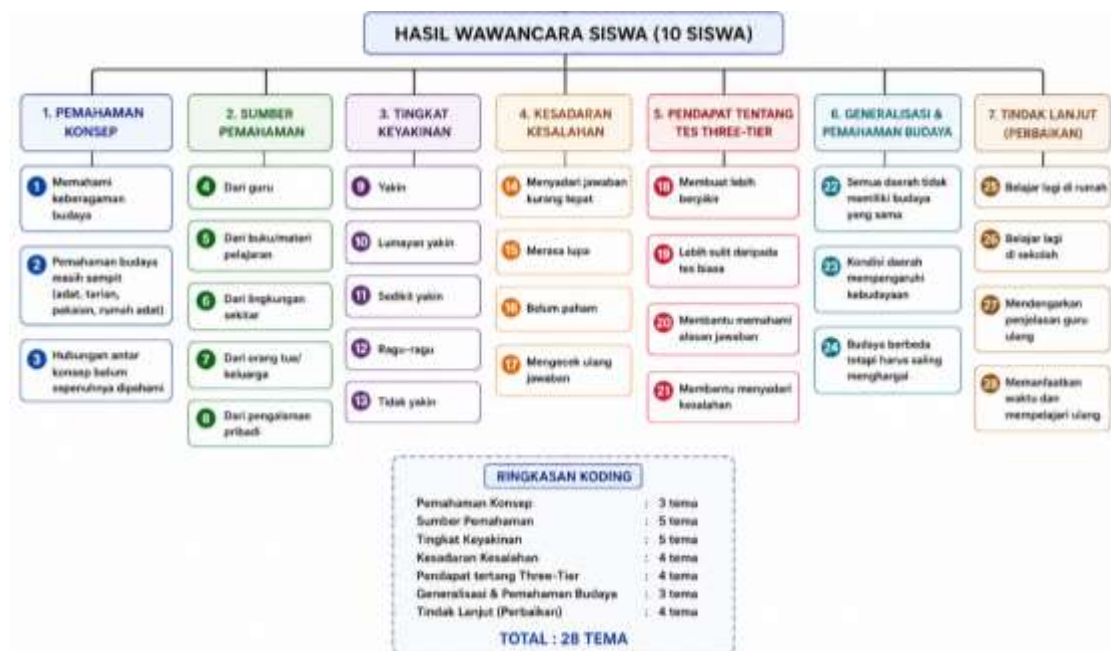 HASIL WAWANCARA SISWA (10 SISWA)
1. PEMAHAMAN
KONSEP
1 Memahami
keberagaman
budaya
2 Pemahaman budaya
masih sempit
(adat, tarian,
pakaian, rumah adat)
3 Hubungan antar
konsep belum
sepenuhnya dipahami
2. SUMBER
PEMAHAMAN
4 Dari guru
5 Dari buku/materi
pelajaran
6 Dari lingkungan
sekitar
7 Dari orang tua/
keluarga
8 Dari pengalaman
pribadi
3. TINGKAT
KEYAKINAN
9 Yakin
10 Lumayan yakin
11 Sedikit yakin
12 Ragu-ragu
13 Tidak yakin
4. KESADARAN
KESALAHAN
14 Menyadari jawaban
kurang tepat
15 Merasa lupa
16 Belum paham
17 Mengecek ulang
jawaban
5. PENDAPAT TENTANG
TES THREE-TIER
18 Membuat lebih
berpikir
19 Lebih sulit daripada
tes biasa
20 Membantu memahami
alasan jawaban
21 Membantu menyadari
kesalahan
6. GENERALISASI &
PEMAHAMAN BUDAYA
22 Semua daerah tidak
memiliki budaya
yang sama
23 Kondisi daerah
mempengaruhi
kebudayaan
24 Budaya berbeda
tetapi harus saling
menghargai
7. TINDAK LANJUT
(PERBAIKAN)
25 Belajar lagi di rumah
26 Belajar lagi
di sekolah
27 Mendengarkan
penjelasan guru
ulang
28 Memanfaatkan
waktu dan
mempelajari ulang
RINGKASAN KODING
Pemahaman Konsep : 3 tema
Sumber Pemahaman : 5 tema
Tingkat Keyakinan : 5 tema
Kesadaran Kesalahan : 4 tema
Pendapat tertang Three-Tier : 4 tema
Generalisasi & Pemahaman Budaya : 3 tema
Tindak Lanjut (Perbaikan) : 4 tema
TOTAL : 28 TEMA